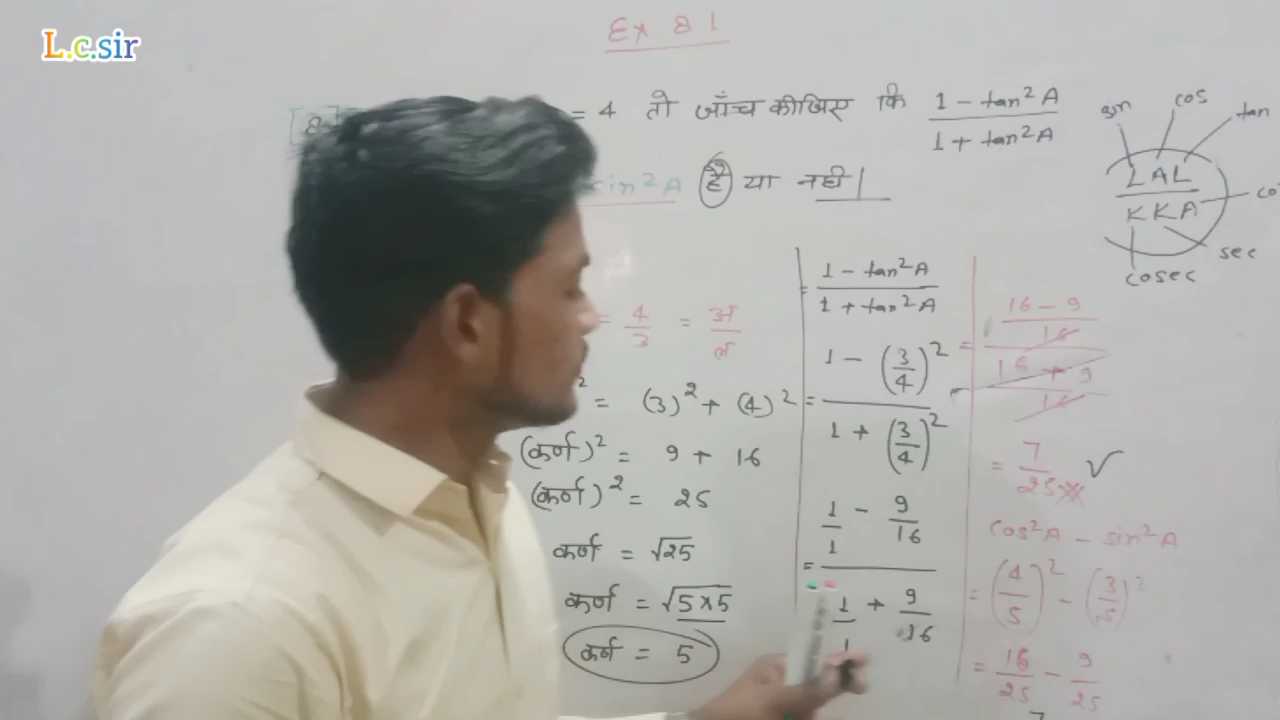 L.c.sir
Ex 8.1
= 4 तो जाँच कीजिए कि (1 - tan²A)/(1 + tan²A)
sin²A है या नही |
= 4/3 = अ/ल
² = (3)² + (4)²
(कर्ण)² = 9 + 16
(कर्ण)² = 25
कर्ण = √25
कर्ण = √5×5
कर्ण = 5
= (1 - tan²A)/(1 + tan²A)
= (1 - (3/4)²)/(1 + (3/4)²)
= (1/1 - 9/16)/(1/1 + 9/16)
sin cos tan
LAL
KKA
cosec sec co
= ((16 - 9)/16)/((16 + 9)/16)
= 7/25 ✓
cos²A - sin²A
= (4/5)² - (3/5)²
= 16/25 - 9/25
7